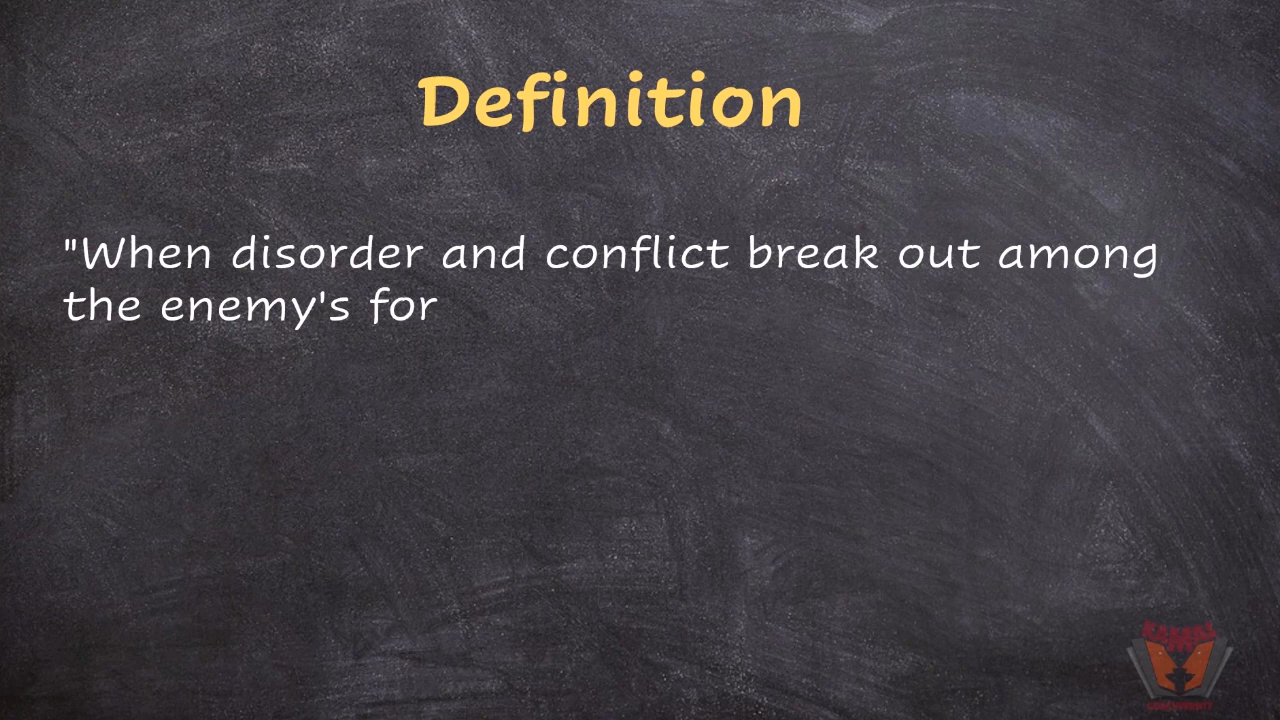 Definition
"When disorder and conflict break out among
the enemy's for